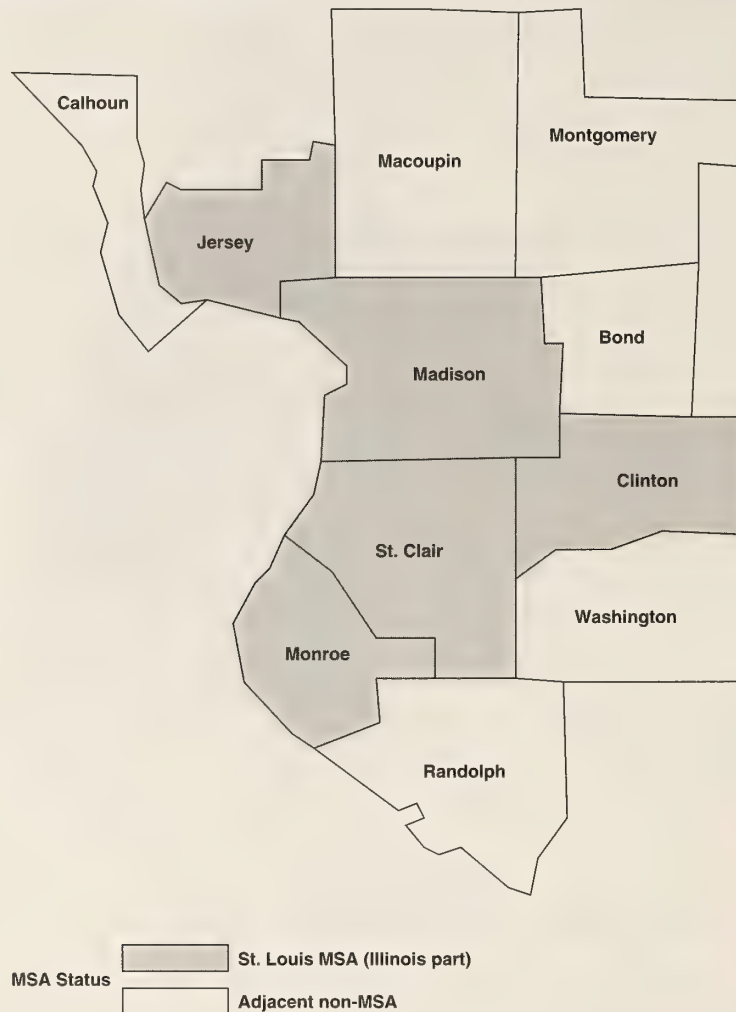 Calhoun
Macoupin
Montgomery
Jersey
Bond
Madison
Clinton
St. Clair
Washington
Monroe
Randolph
MSA Status
St. Louis MSA (Illinois part)
Adjacent non-MSA